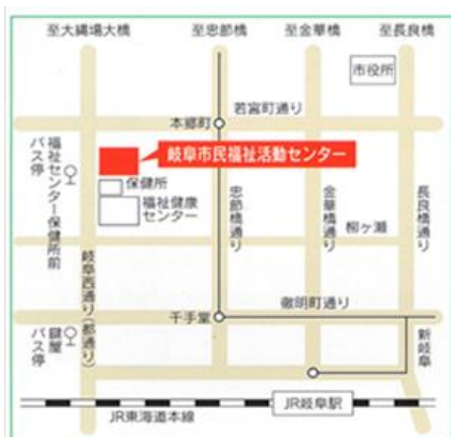 至大縄場大橋
至忠節橋
至金華橋
至長良橋
市役所
若宮町通り
本郷町
岐阜市民福祉活動センター
福祉センター保健所前
バス停
保健所
福祉健康
センター
忠節橋通り
金華橋通り
長良橋通り
柳ヶ瀬
岐阜西通り(都通り)
徹明町通り
千手堂
鍵屋
バス停
新岐阜
JR岐阜駅
JR東海道本線